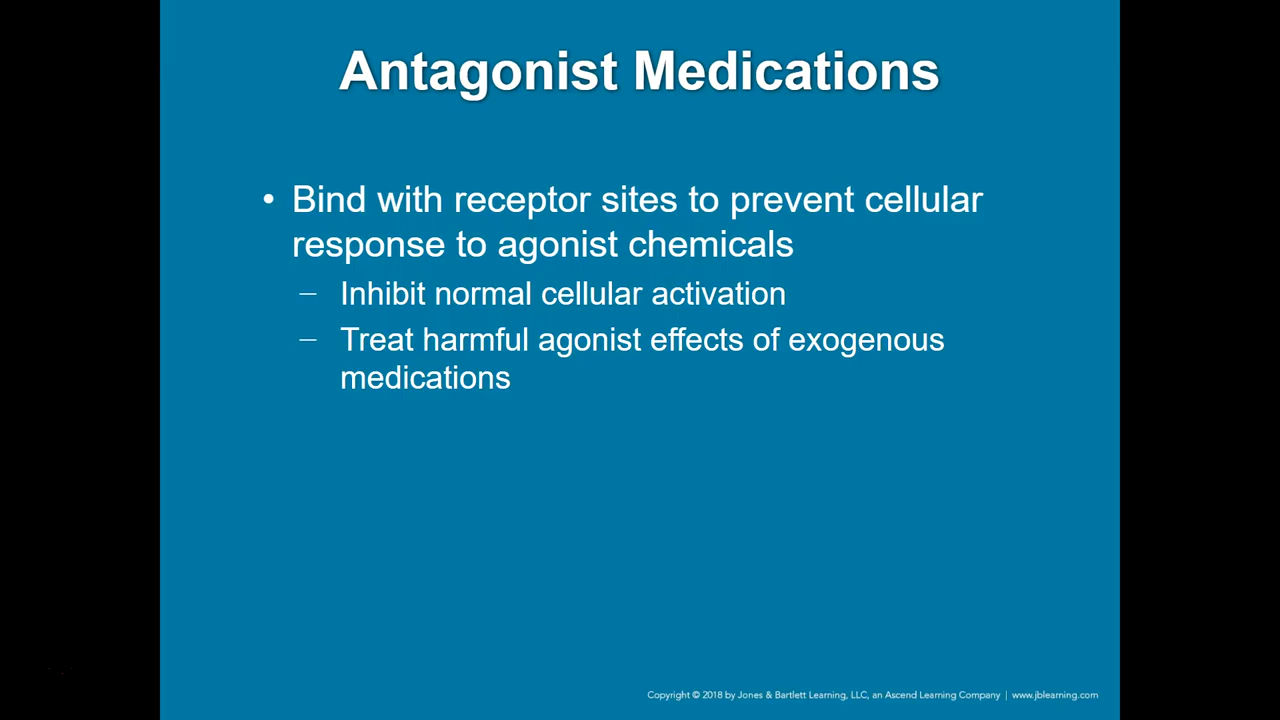 Antagonist Medications
• Bind with receptor sites to prevent cellular
response to agonist chemicals
– Inhibit normal cellular activation
– Treat harmful agonist effects of exogenous
medications
Copyright © 2018 by Jones & Bartlett Learning, LLC, an Ascend Learning Company | www.jblearning.com